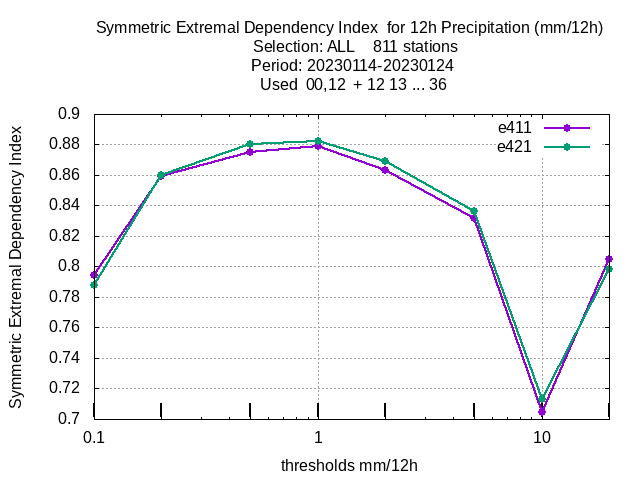 Symmetric Extremal Dependency Index  for 12h Precipitation (mm/12h)
Selection: ALL    811 stations
Period: 20230114-20230124
Used  00,12  + 12 13 ... 36
Symmetric Extremal Dependency Index
0.9
0.88
0.86
0.84
0.82
0.8
0.78
0.76
0.74
0.72
0.7
e411
e421
0.1
1
10
thresholds mm/12h